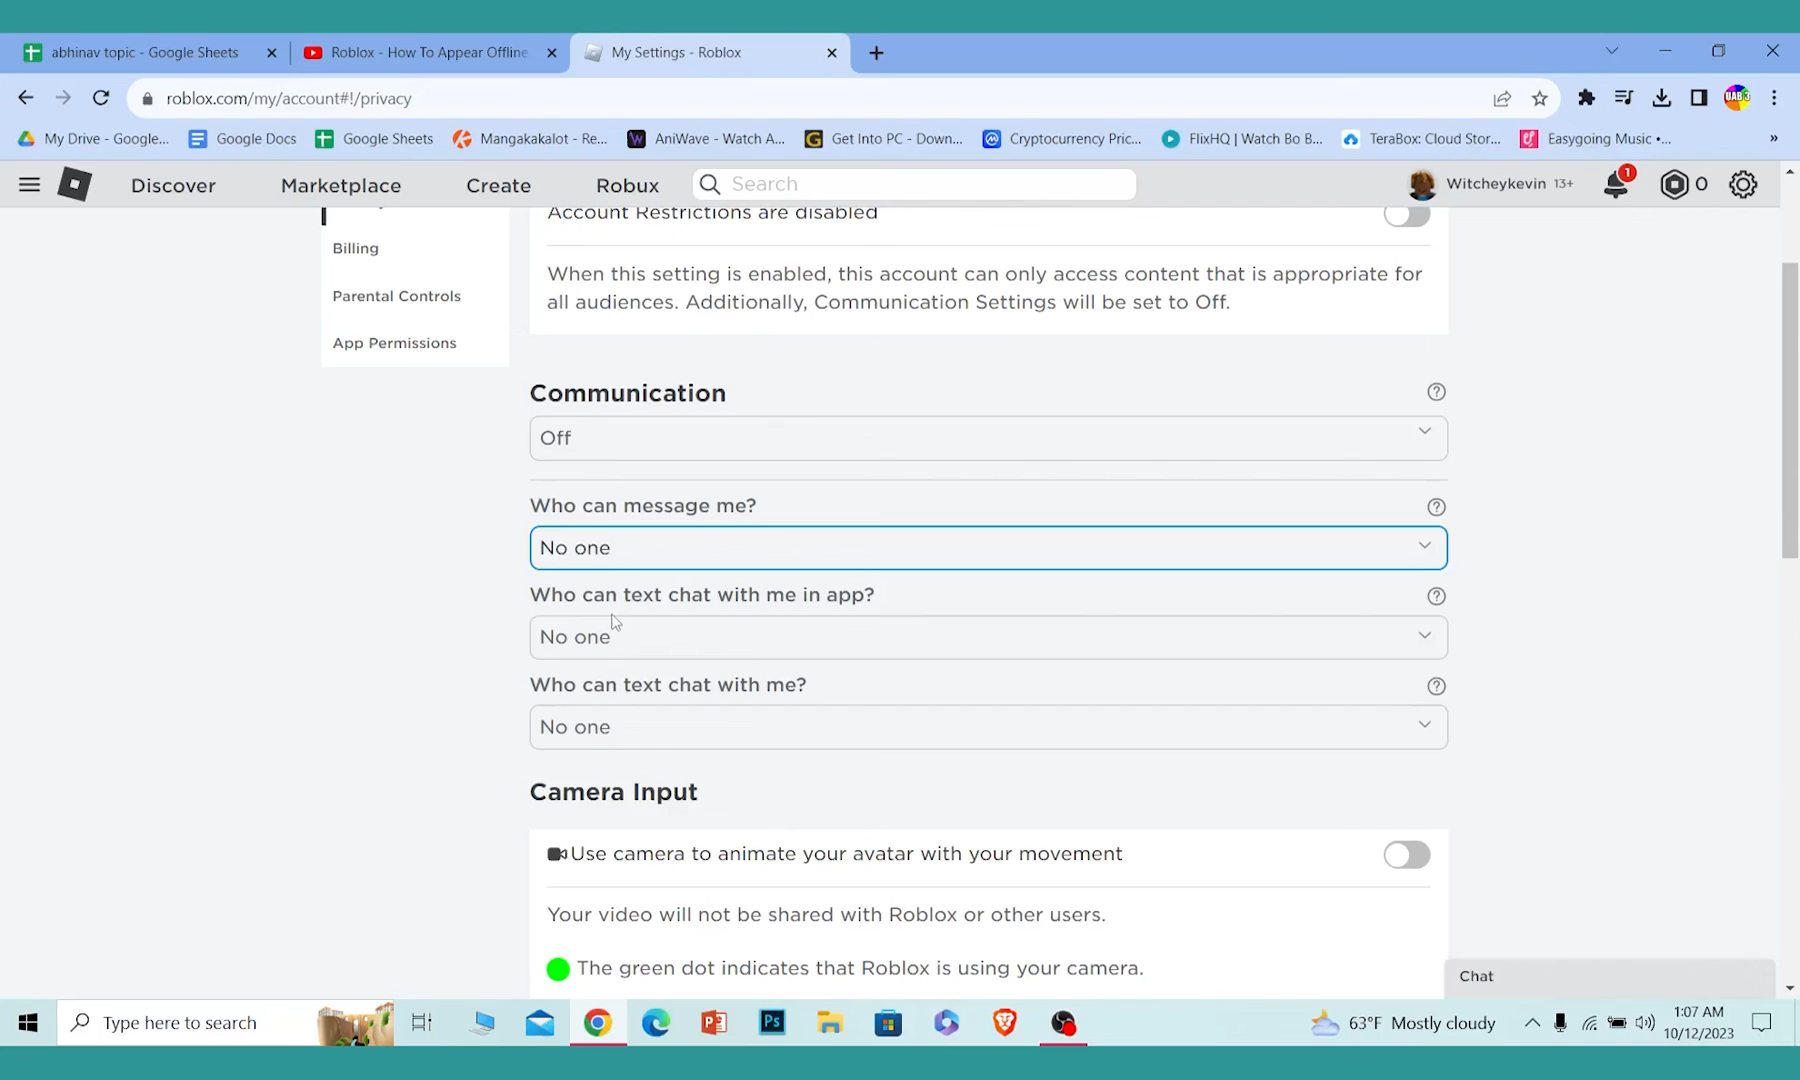 abhinav topic - Google Sheets
Roblox - How To Appear Offline
My Settings - Roblox
roblox.com/my/account#!/privacy
UAB 3
My Drive - Google...
Google Docs
Google Sheets
Mangakakalot - Re...
AniWave - Watch A...
Get Into PC - Down...
Cryptocurrency Pric...
FlixHQ | Watch Bo B...
TeraBox: Cloud Stor...
Easygoing Music •...
»
Discover
Marketplace
Create
Robux
Search
Witcheykevin 13+
1
0
Account Restrictions are disabled
Billing
When this setting is enabled, this account can only access content that is appropriate for
all audiences. Additionally, Communication Settings will be set to Off.
Parental Controls
App Permissions
Communication
Off
Who can message me?
No one
Who can text chat with me in app?
No one
Who can text chat with me?
No one
Camera Input
Use camera to animate your avatar with your movement
Your video will not be shared with Roblox or other users.
The green dot indicates that Roblox is using your camera.
Chat
Type here to search
Ps
63°F Mostly cloudy
1:07 AM
10/12/2023